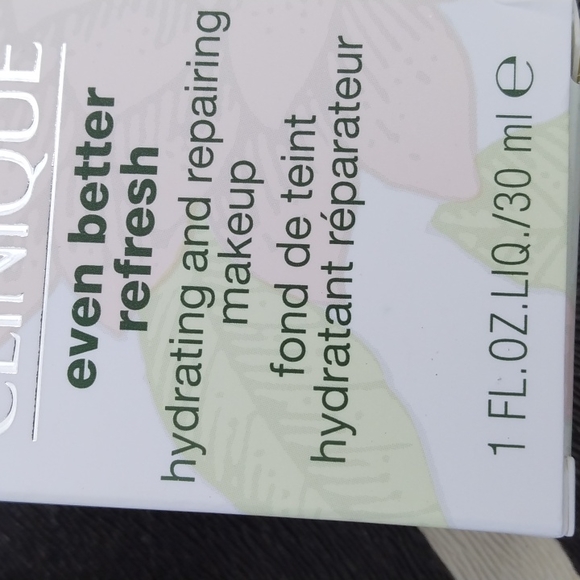 CLINIQUE
even better
refresh
hydrating and repairing
makeup
fond de teint
hydratant réparateur
1 FL.OZ.LIQ./30 ml ℮